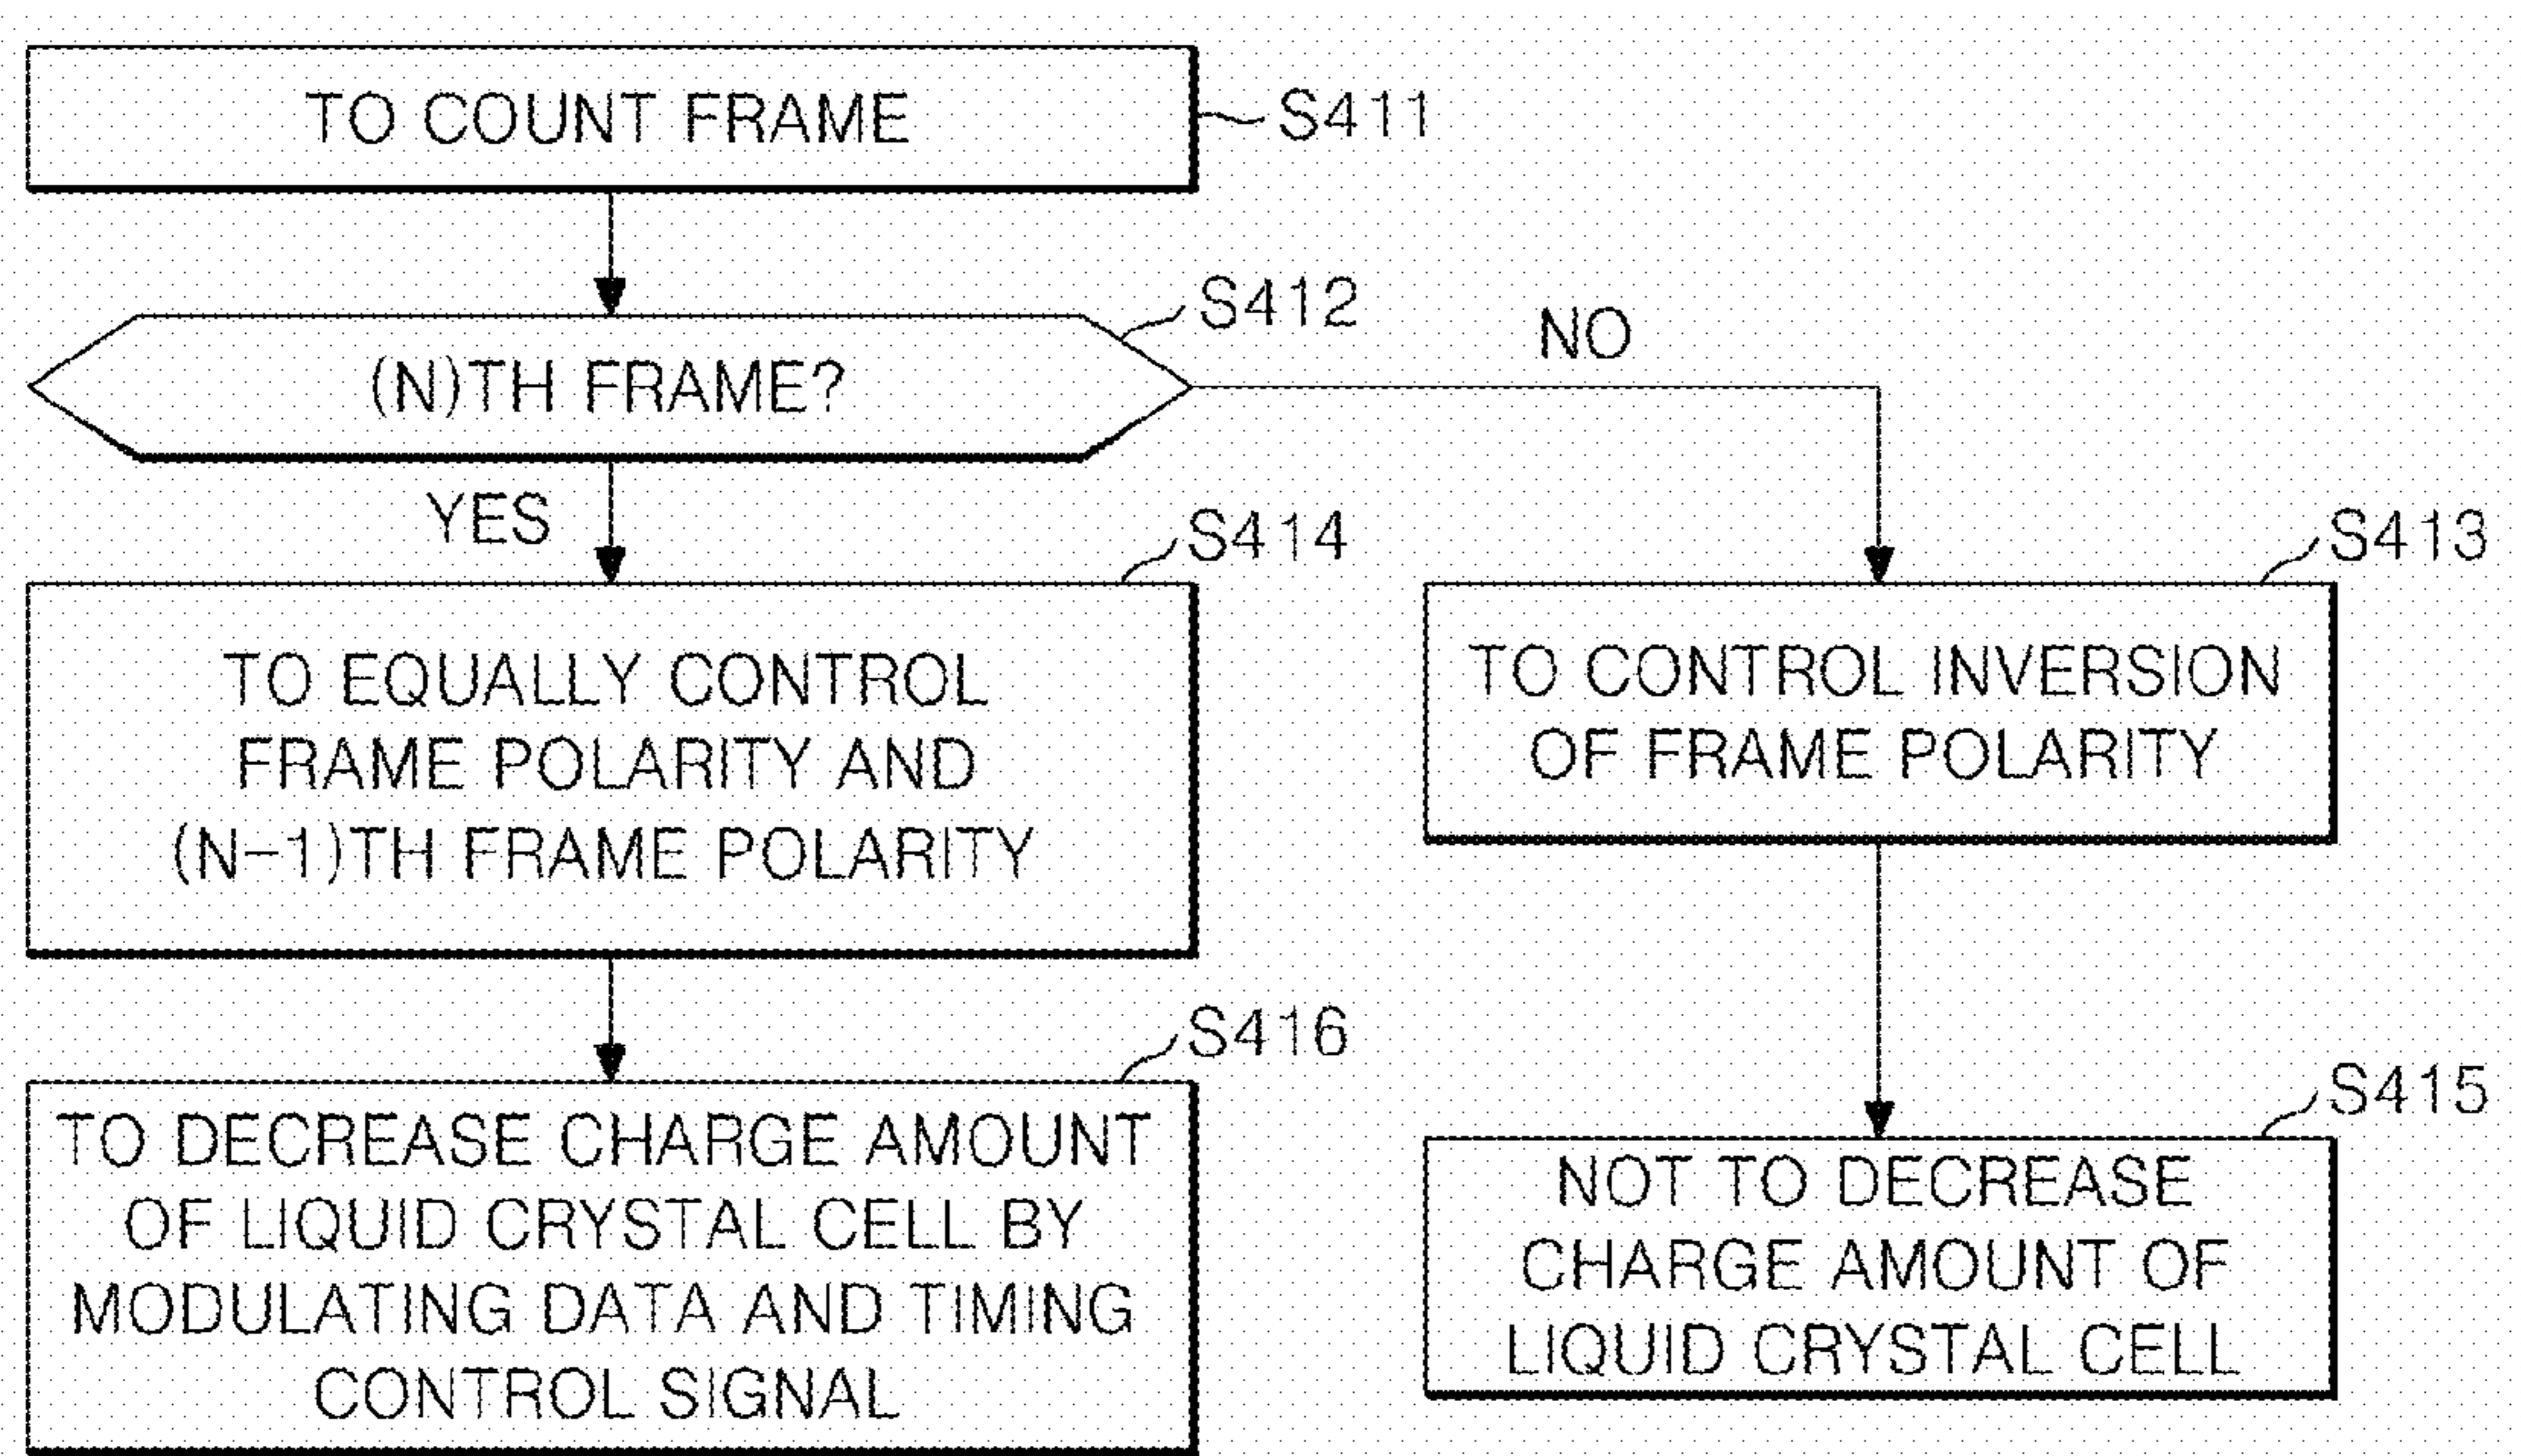 TO COUNT FRAME
S411
S412
(N)TH FRAME?
NO
YES
S414
TO EQUALLY CONTROL
FRAME POLARITY AND
(N-1)TH FRAME POLARITY
S413
TO CONTROL INVERSION
OF FRAME POLARITY
S416
TO DECREASE CHARGE AMOUNT
OF LIQUID CRYSTAL CELL BY
MODULATING DATA AND TIMING
CONTROL SIGNAL
S415
NOT TO DECREASE
CHARGE AMOUNT OF
LIQUID CRYSTAL CELL